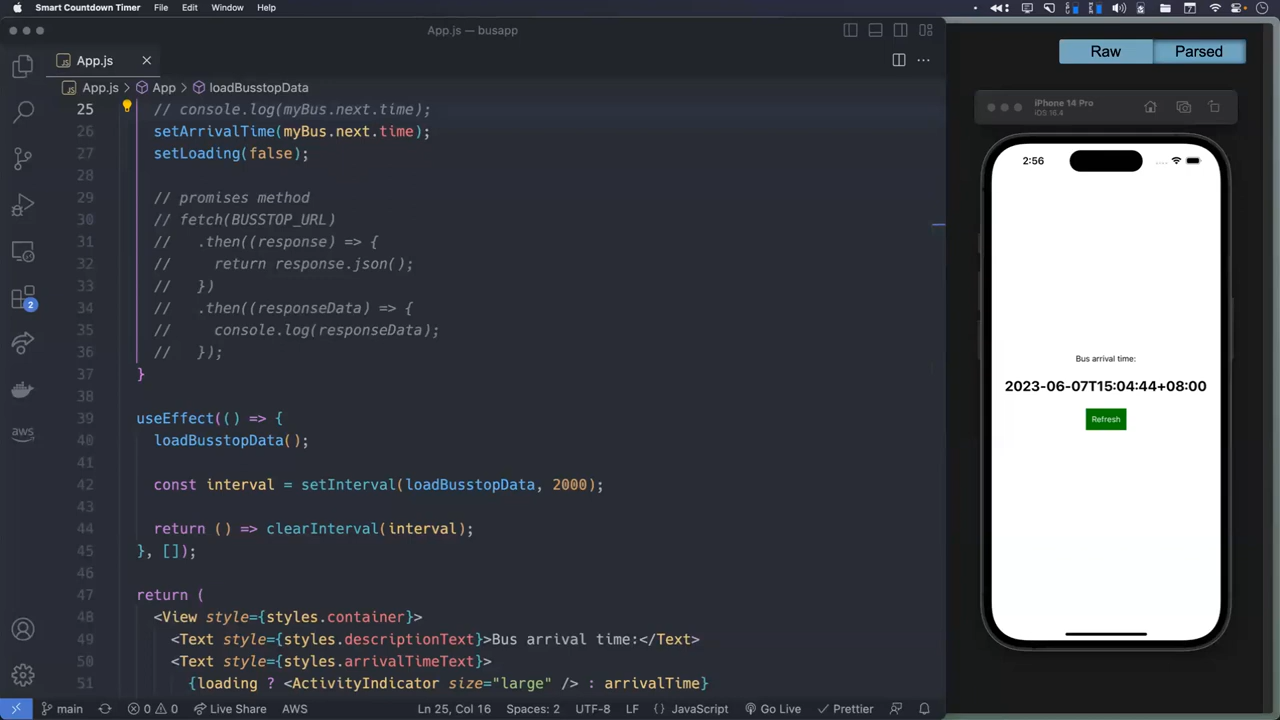 Smart Countdown Timer File Edit Window Help
App.js — busapp
App.js
App.js > App > loadBusstopData
25 // console.log(myBus.next.time);
26 setArrivalTime(myBus.next.time);
27 setLoading(false);
28
29 // promises method
30 // fetch(BUSSTOP_URL)
31 //   .then((response) => {
32 //     return response.json();
33 //   })
34 //   .then((responseData) => {
35 //     console.log(responseData);
36 //   });
37 }
38
39 useEffect(() => {
40 loadBusstopData();
41
42 const interval = setInterval(loadBusstopData, 2000);
43
44 return () => clearInterval(interval);
45 }, []);
46
47 return (
48 <View style={styles.container}>
49 <Text style={styles.descriptionText}>Bus arrival time:</Text>
50 <Text style={styles.arrivalTimeText}>
51 {loading ? <ActivityIndicator size="large" /> : arrivalTime}
2
aws
main 0 0 Live Share AWS Ln 25, Col 16 Spaces: 2 UTF-8 LF JavaScript Go Live Prettier
Raw Parsed
iPhone 14 Pro
iOS 16.4
2:56
Bus arrival time:
2023-06-07T15:04:44+08:00
Refresh